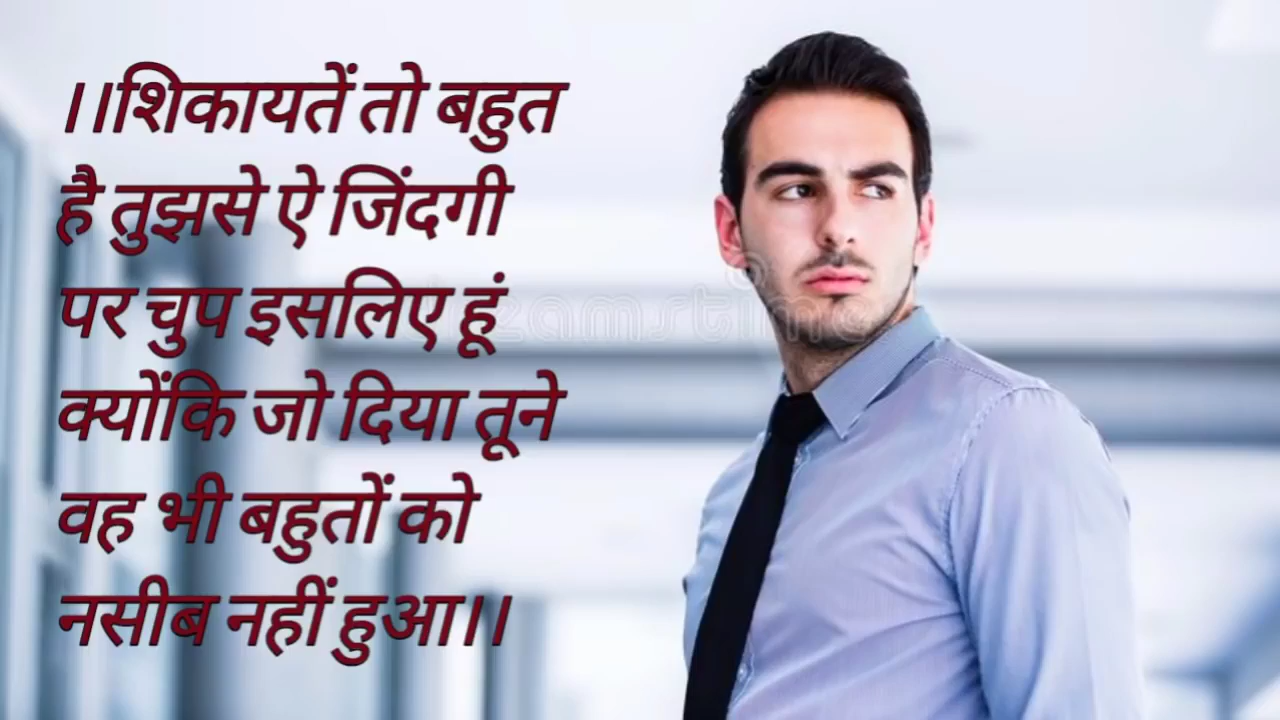 ।।शिकायतें तो बहुत
है तुझसे ऐ जिंदगी
पर चुप इसलिए हूं
क्योंकि जो दिया तूने
वह भी बहुतों को
नसीब नहीं हुआ।।